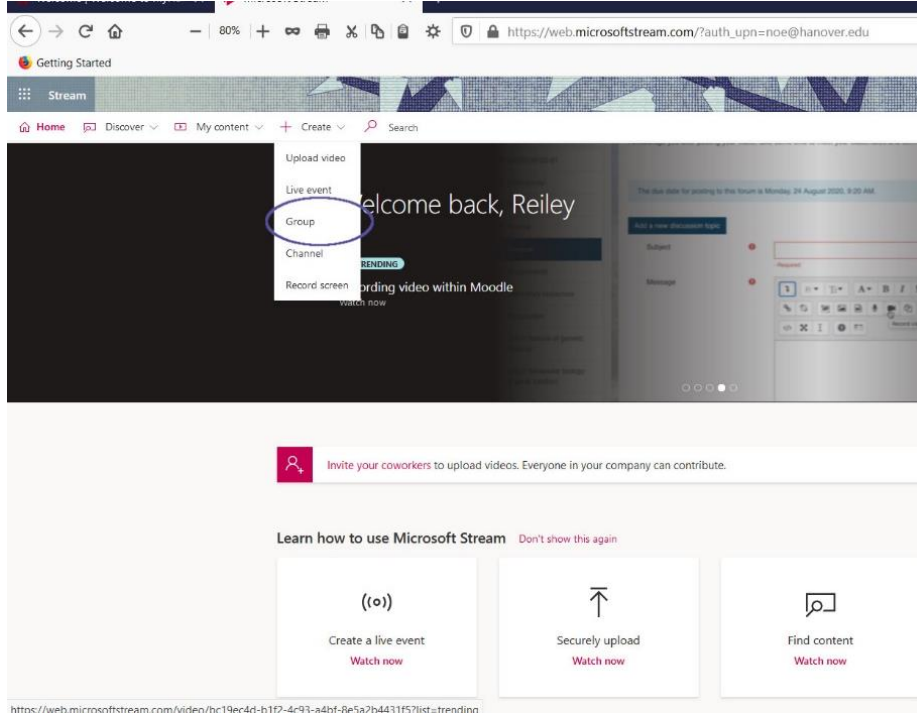 80%
https://web.microsoftstream.com/?auth_upn=noe@hanover.edu
Getting Started
Stream
Home Discover My content Create Search
Upload video
Live event
Group
Channel
Record screen
elcome back, Reiley
RENDING
ording video within Moodle
Watch now
The due date for posting to this forum is Monday, 24 August 2020, 9:20 AM.
Add a new discussion topic
Subject
Required
Message
Invite your coworkers to upload videos. Everyone in your company can contribute.
Learn how to use Microsoft Stream Don't show this again
Create a live event
Watch now
Securely upload
Watch now
Find content
Watch now
https://web.microsoftstream.com/video/bc19ec4d-b1f2-4c93-a4bf-8e5a2b4431f5?list=trending